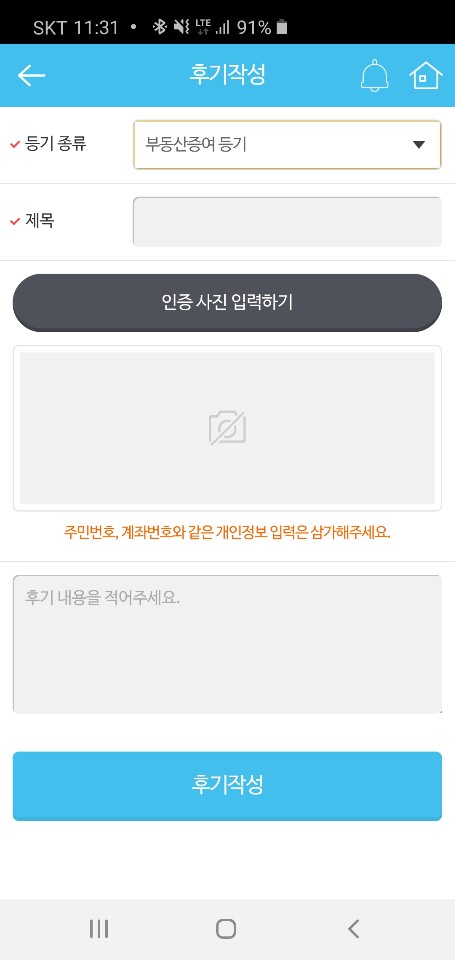 SKT 11:31 • LTE 91%
후기작성
등기 종류
부동산증여 등기
제목
인증 사진 입력하기
주민번호, 계좌번호와 같은 개인정보 입력은 삼가해주세요.
후기 내용을 적어주세요.
후기작성